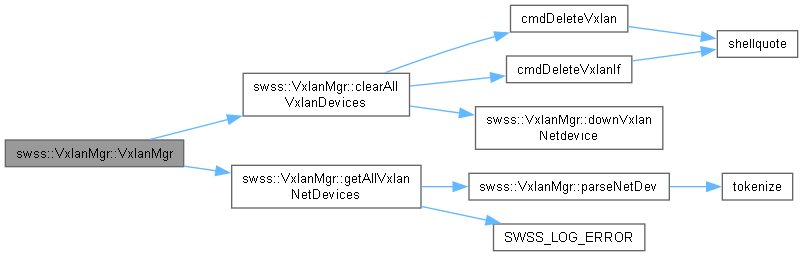 cmdDeleteVxlan
shellquote
cmdDeleteVxlanIf
swss::VxlanMgr::clearAll
VxlanDevices
swss::VxlanMgr::downVxlan
Netdevice
swss::VxlanMgr::VxlanMgr
swss::VxlanMgr::getAllVxlan
NetDevices
swss::VxlanMgr::parseNetDev
tokenize
SWSS_LOG_ERROR